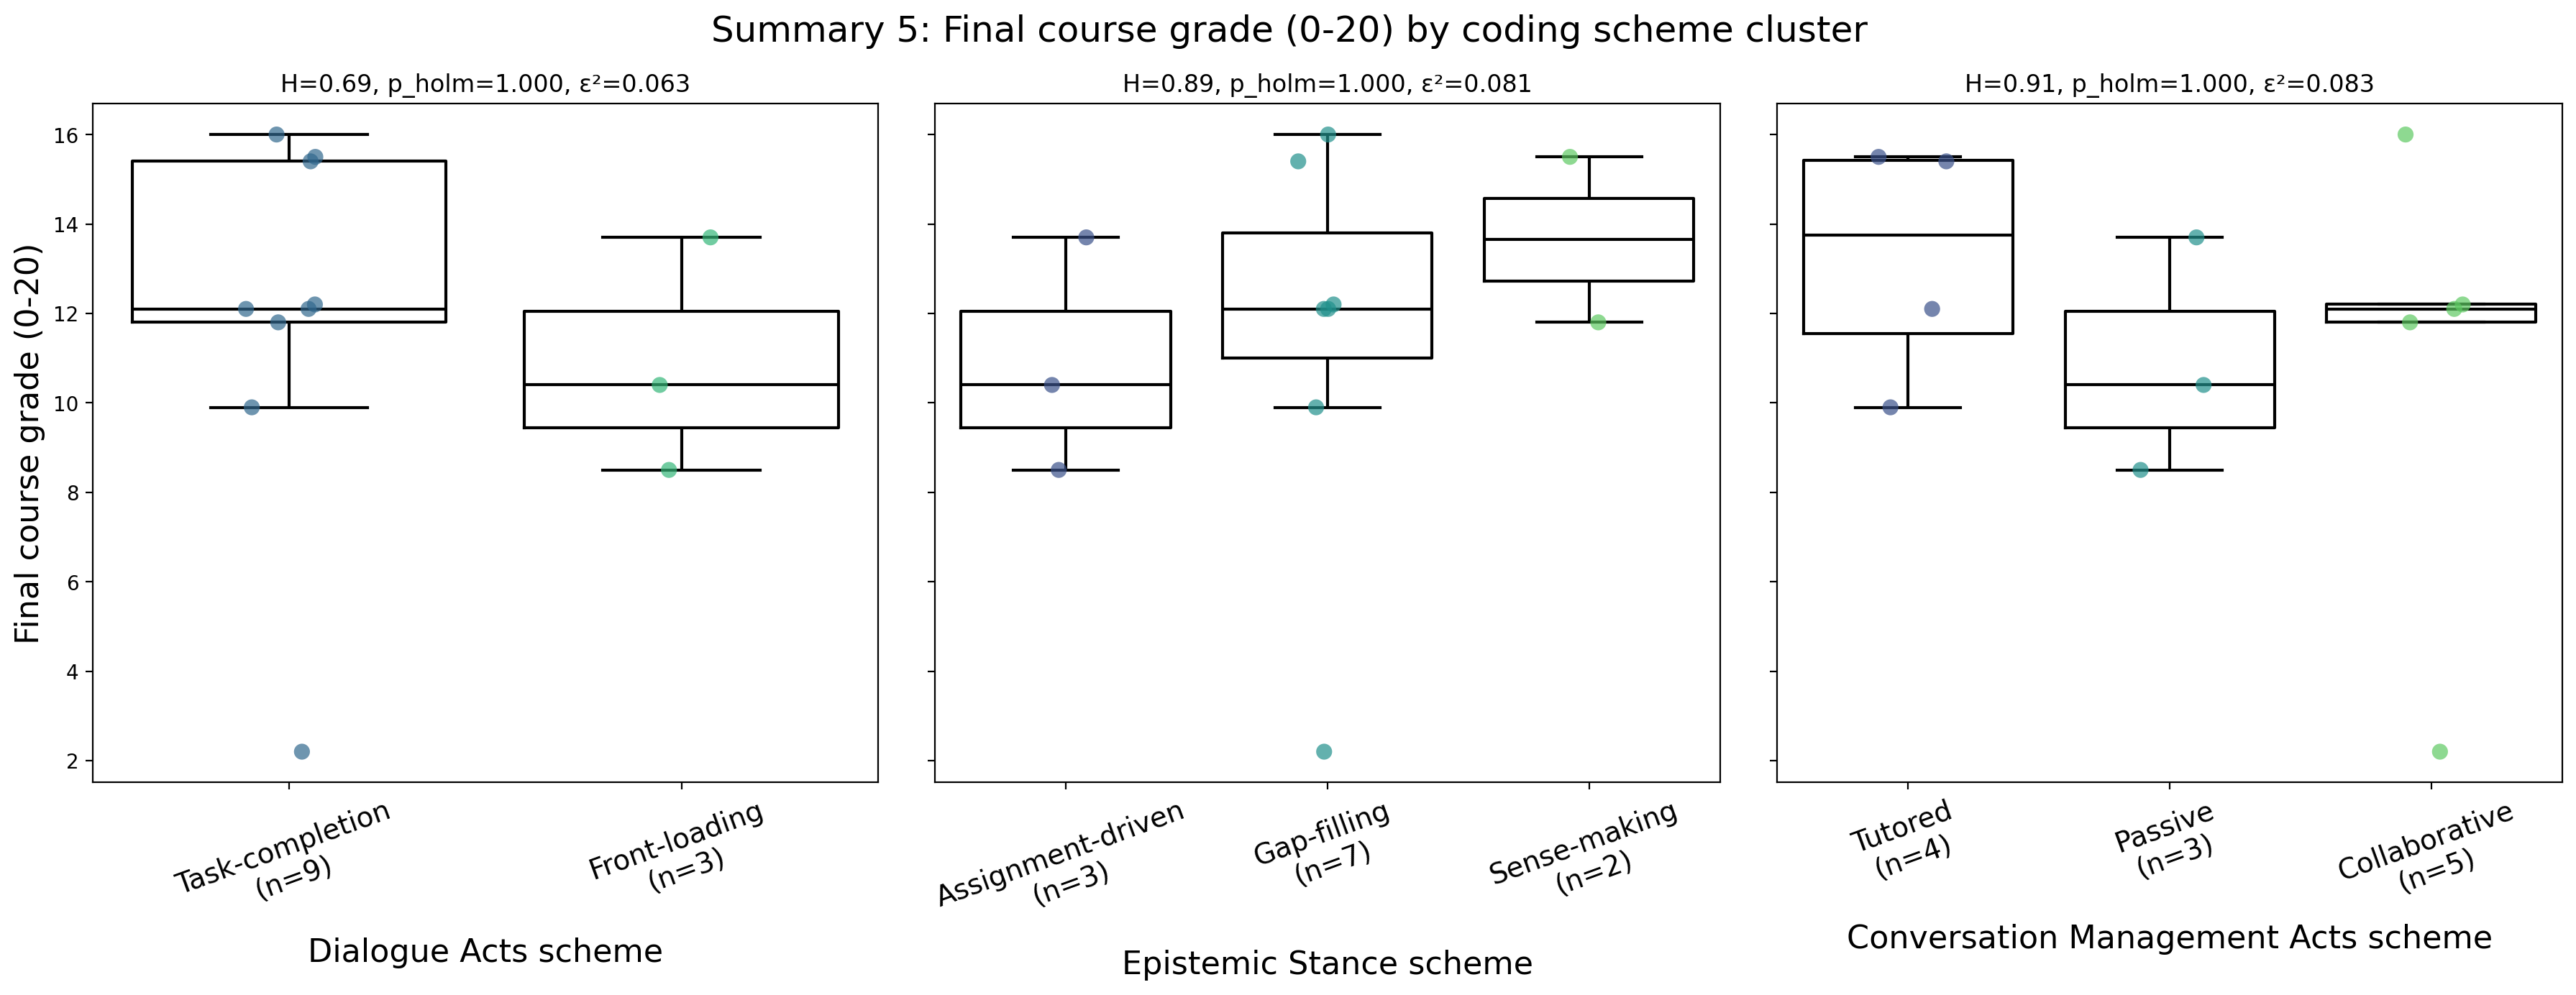 Summary 5: Final course grade (0-20) by coding scheme cluster
H=0.69, p_holm=1.000, ε²=0.063
H=0.89, p_holm=1.000, ε²=0.081
H=0.91, p_holm=1.000, ε²=0.083
Final course grade (0-20)
16
14
12
10
8
6
4
2
Task-completion
(n=9)
Front-loading
(n=3)
Dialogue Acts scheme
Assignment-driven
(n=3)
Gap-filling
(n=7)
Sense-making
(n=2)
Epistemic Stance scheme
Tutored
(n=4)
Passive
(n=3)
Collaborative
(n=5)
Conversation Management Acts scheme